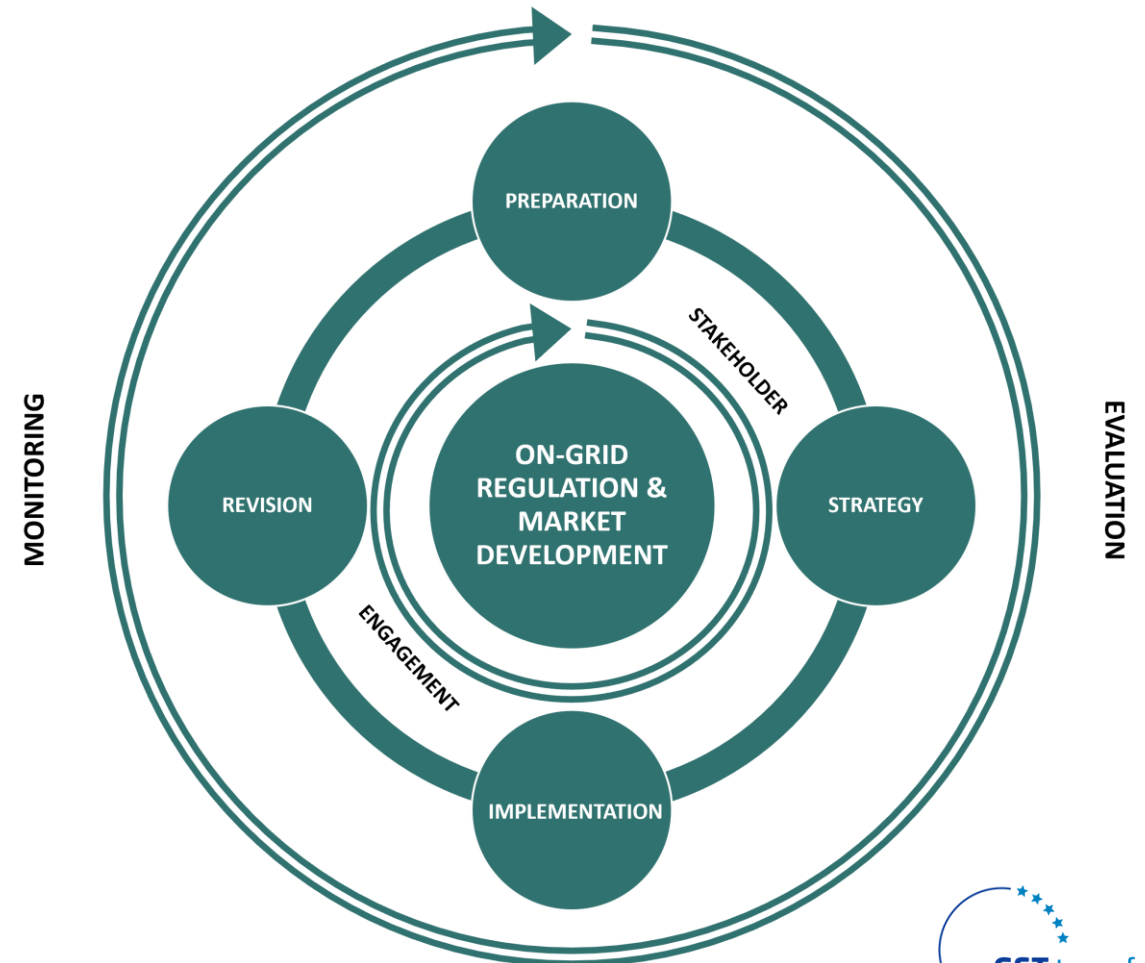 PREPARATION
STAKEHOLDER
MONITORING
EVALUATION
ON-GRID
REGULATION &
MARKET
DEVELOPMENT
REVISION
STRATEGY
ENGAGEMENT
IMPLEMENTATION